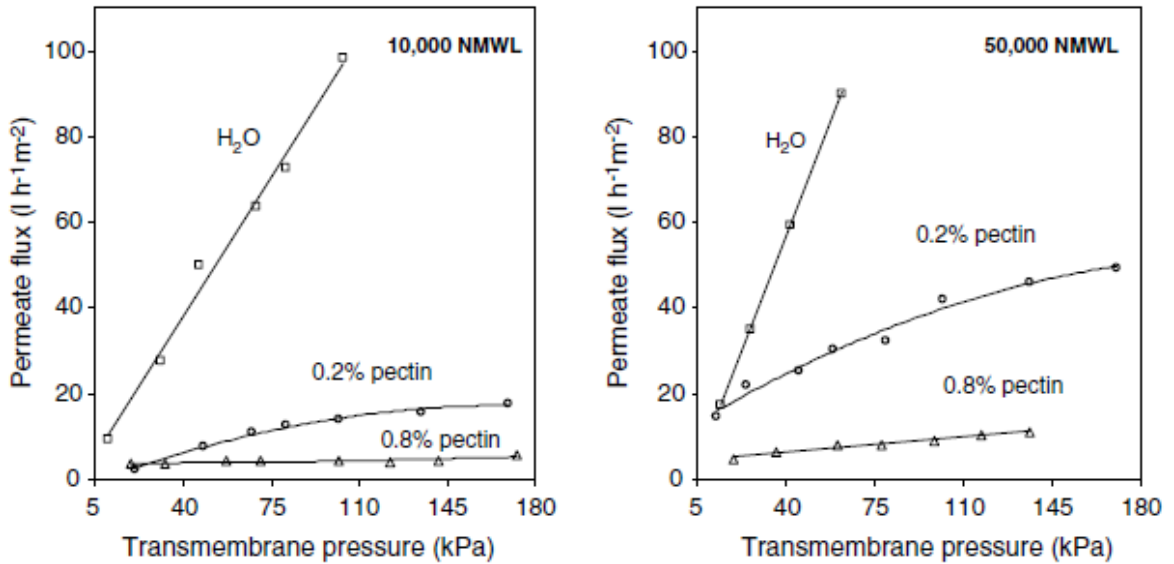 100
80
60
40
20
0
Permeate flux (l h-1m-2)
10,000 NMWL
H2O
0.2% pectin
0.8% pectin
5 40 75 110 145 180
Transmembrane pressure (kPa)
100
80
60
40
20
0
Permeate flux (l h-1m-2)
50,000 NMWL
H2O
0.2% pectin
0.8% pectin
5 40 75 110 145 180
Transmembrane pressure (kPa)